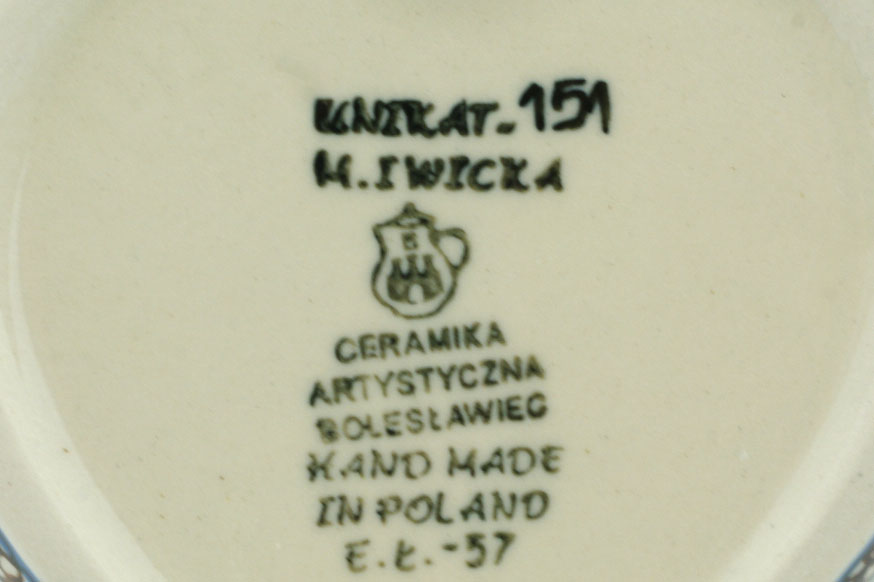 UNIKAT-151
M. IWICKA
CERAMIKA
ARTYSTYCZNA
BOLESŁAWIEC
HAND MADE
IN POLAND
E.Ł.-57